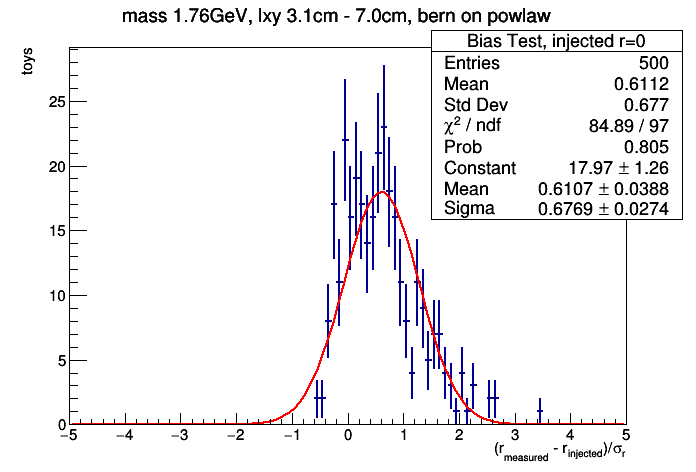 mass 1.76GeV, lxy 3.1cm - 7.0cm, bern on powlaw
Bias Test, injected r=0
Entries 500
Mean 0.6112
Std Dev 0.677
χ² / ndf 84.89 / 97
Prob 0.805
Constant 17.97 ± 1.26
Mean 0.6107 ± 0.0388
Sigma 0.6769 ± 0.0274
toys
25
20
15
10
5
0
−5 −4 −3 −2 −1 0 1 2 3 4 5
(r_measured - r_injected)/σ_r